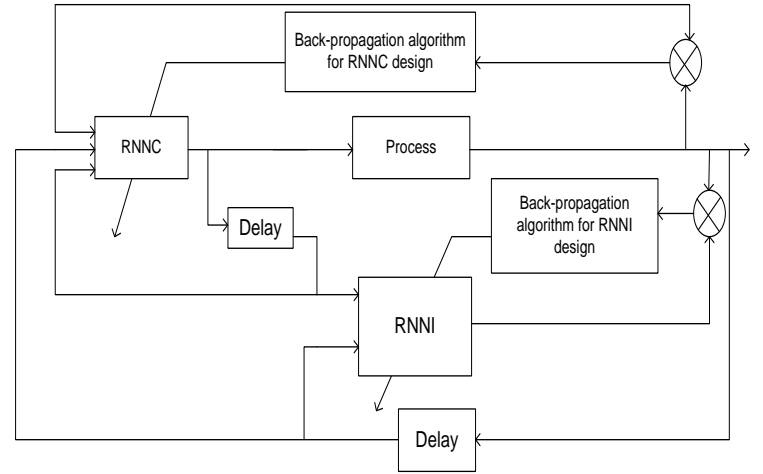 Back-propagation algorithm
for RNNC design
RNNC
Process
Back-propagation
algorithm for RNNI
design
Delay
RNNI
Delay